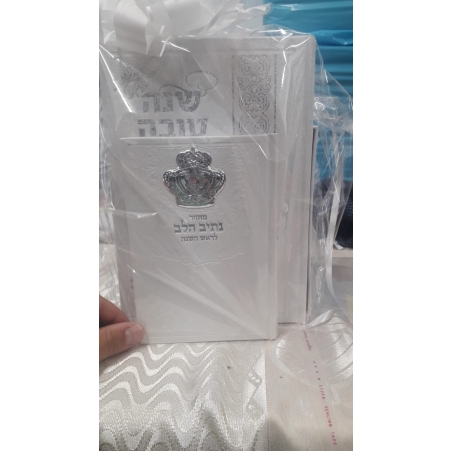 שנה
טובה
מחזור
נתיב הלב
לראש השנה